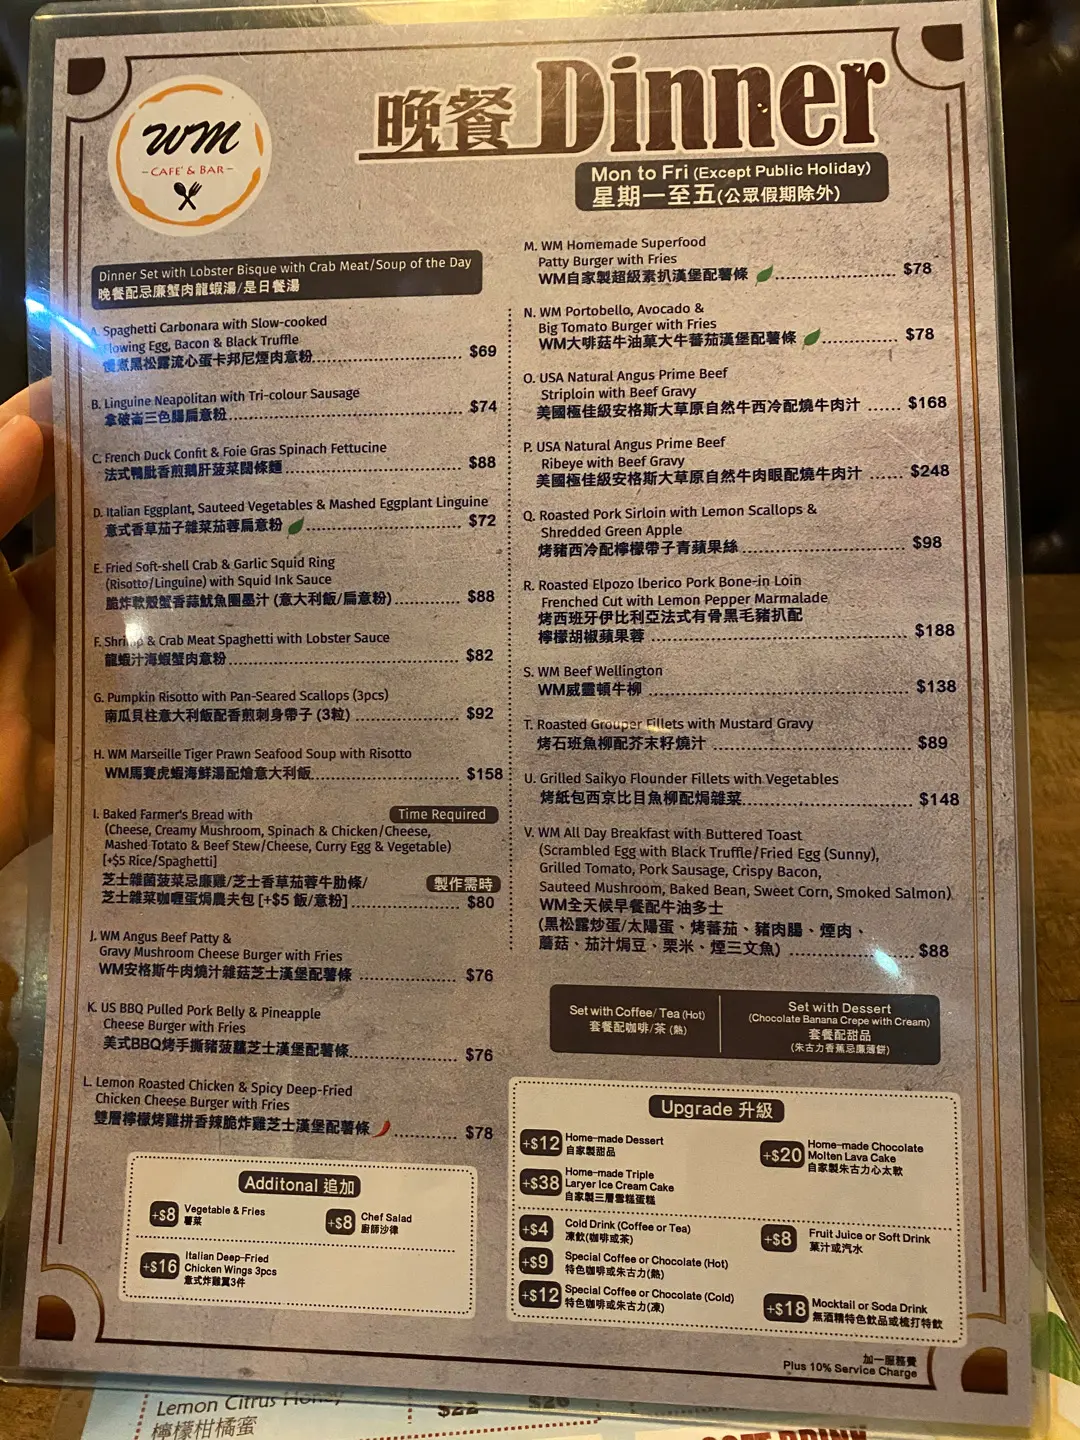 WM
CAFE' & BAR
晚餐 Dinner
Mon to Fri (Except Public Holiday)
星期一至五(公眾假期除外)
Dinner Set with Lobster Bisque with Crab Meat/Soup of the Day
晚餐配忌廉蟹肉龍蝦湯/是日餐湯
A. Spaghetti Carbonara with Slow-cooked
Flowing Egg, Bacon & Black Truffle
慢煮黑松露流心蛋卡邦尼煙肉意粉 $69
B. Linguine Neapolitan with Tri-colour Sausage
拿破崙三色腸扁意粉 $74
C. French Duck Confit & Foie Gras Spinach Fettucine
法式鴨髀香煎鵝肝菠菜闊條麵 $88
D. Italian Eggplant, Sauteed Vegetables & Mashed Eggplant Linguine
意式香草茄子雜菜茄蓉扁意粉 $72
E. Fried Soft-shell Crab & Garlic Squid Ring
(Risotto/Linguine) with Squid Ink Sauce
脆炸軟殼蟹香蒜魷魚圈墨汁 (意大利飯/扁意粉) $88
F. Shrimp & Crab Meat Spaghetti with Lobster Sauce
龍蝦汁海蝦蟹肉意粉 $82
G. Pumpkin Risotto with Pan-Seared Scallops (3pcs)
南瓜貝柱意大利飯配香煎刺身帶子 (3粒) $92
H. WM Marseille Tiger Prawn Seafood Soup with Risotto
WM馬賽虎蝦海鮮湯配燴意大利飯 $158
I. Baked Farmer's Bread with Time Required
(Cheese, Creamy Mushroom, Spinach & Chicken/Cheese,
Mashed Totato & Beef Stew/Cheese, Curry Egg & Vegetable)
[+$5 Rice/Spaghetti]
芝士雜菌菠菜忌廉雞/芝士香草茄蓉牛肋條/ 製作需時
芝士雜菜咖喱蛋焗農夫包 [+$5 飯/意粉] $80
J. WM Angus Beef Patty &
Gravy Mushroom Cheese Burger with Fries
WM安格斯牛肉燒汁雜菇芝士漢堡配薯條 $76
K. US BBQ Pulled Pork Belly & Pineapple
Cheese Burger with Fries
美式BBQ烤手撕豬菠蘿芝士漢堡配薯條 $76
L. Lemon Roasted Chicken & Spicy Deep-Fried
Chicken Cheese Burger with Fries
雙層檸檬烤雞拼香辣脆炸雞芝士漢堡配薯條 $78
Additonal 追加
+$8 Vegetable & Fries
薯菜
+$8 Chef Salad
廚師沙律
+$16 Italian Deep-Fried
Chicken Wings 3pcs
意式炸雞翼3件
M. WM Homemade Superfood
Patty Burger with Fries
WM自家製超級素扒漢堡配薯條 $78
N. WM Portobello, Avocado &
Big Tomato Burger with Fries
WM大啡菇牛油菓大牛蕃茄漢堡配薯條 $78
O. USA Natural Angus Prime Beef
Striploin with Beef Gravy
美國極佳級安格斯大草原自然牛西冷配燒牛肉汁 $168
P. USA Natural Angus Prime Beef
Ribeye with Beef Gravy
美國極佳級安格斯大草原自然牛肉眼配燒牛肉汁 $248
Q. Roasted Pork Sirloin with Lemon Scallops &
Shredded Green Apple
烤豬西冷配檸檬帶子青蘋果絲 $98
R. Roasted Elpozo Iberico Pork Bone-in Loin
Frenched Cut with Lemon Pepper Marmalade
烤西班牙伊比利亞法式有骨黑毛豬扒配
檸檬胡椒蘋果蓉 $188
S. WM Beef Wellington
WM威靈頓牛柳 $138
T. Roasted Grouper Fillets with Mustard Gravy
烤石班魚柳配芥末籽燒汁 $89
U. Grilled Saikyo Flounder Fillets with Vegetables
烤紙包西京比目魚柳配焗雜菜 $148
V. WM All Day Breakfast with Buttered Toast
(Scrambled Egg with Black Truffle/Fried Egg (Sunny),
Grilled Tomato, Pork Sausage, Crispy Bacon,
Sauteed Mushroom, Baked Bean, Sweet Corn, Smoked Salmon)
WM全天候早餐配牛油多士
(黑松露炒蛋/太陽蛋、烤蕃茄、豬肉腸、煙肉、
蘑菇、茄汁焗豆、粟米、煙三文魚) $88
Set with Coffee/ Tea (Hot)
套餐配咖啡/茶 (熱)
Set with Dessert
(Chocolate Banana Crepe with Cream)
套餐配甜品
(朱古力香蕉忌廉薄餅)
Upgrade 升級
+$12 Home-made Dessert
自家製甜品
+$20 Home-made Chocolate
Molten Lava Cake
自家製朱古力心太軟
+$38 Home-made Triple
Laryer Ice Cream Cake
自家製三層雪糕蛋糕
+$4 Cold Drink (Coffee or Tea)
凍飲(咖啡或茶)
+$8 Fruit Juice or Soft Drink
菓汁或汽水
+$9 Special Coffee or Chocolate (Hot)
特色咖啡或朱古力(熱)
+$12 Special Coffee or Chocolate (Cold)
特色咖啡或朱古力(凍)
+$18 Mocktail or Soda Drink
無酒精特色飲品或梳打特飲
加一服務費
Plus 10% Service Charge
Lemon Citrus Honey
檸檬柑橘蜜
$22 $26